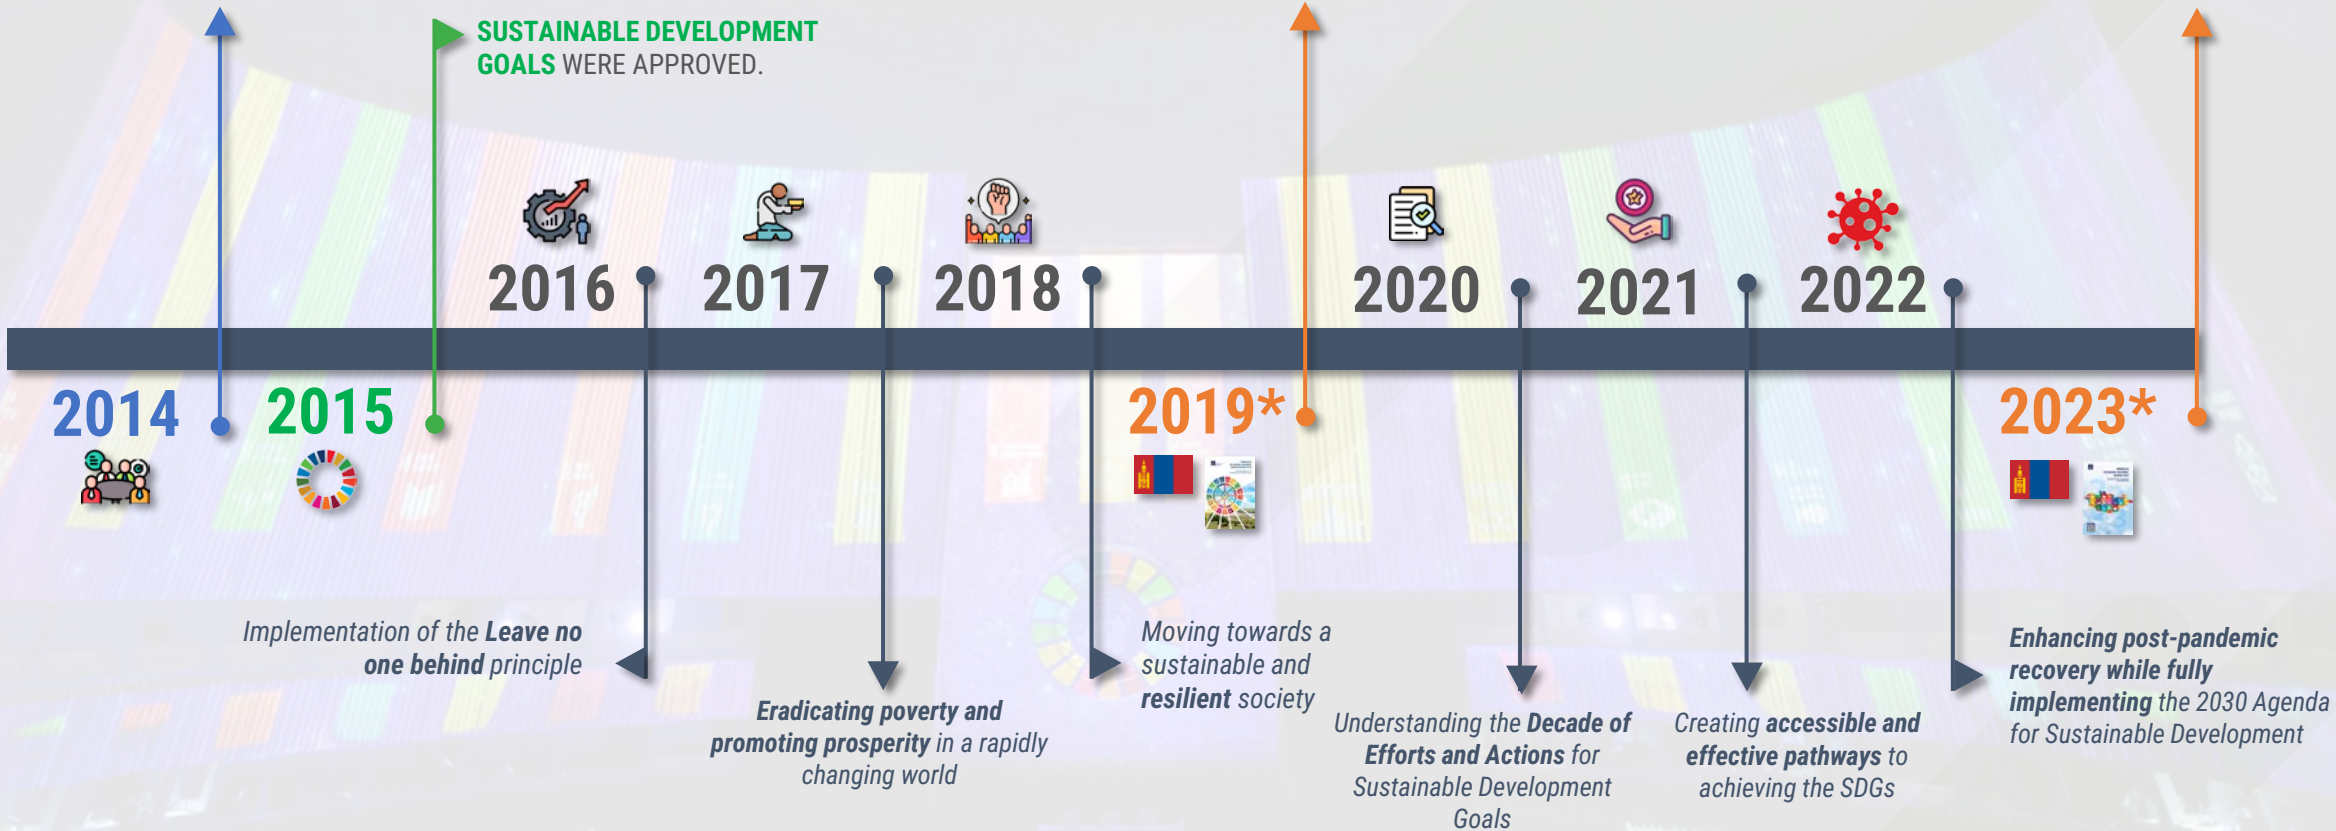 SUSTAINABLE DEVELOPMENT
GOALS WERE APPROVED.
2016
2017
2018
2020
2021
2022
2014
2015
2019*
2023*
Implementation of the Leave no
one behind principle
Eradicating poverty and
promoting prosperity in a rapidly
changing world
Moving towards a
sustainable and
resilient society
Understanding the Decade of
Efforts and Actions for
Sustainable Development
Goals
Creating accessible and
effective pathways to
achieving the SDGs
Enhancing post-pandemic
recovery while fully
implementing the 2030 Agenda
for Sustainable Development